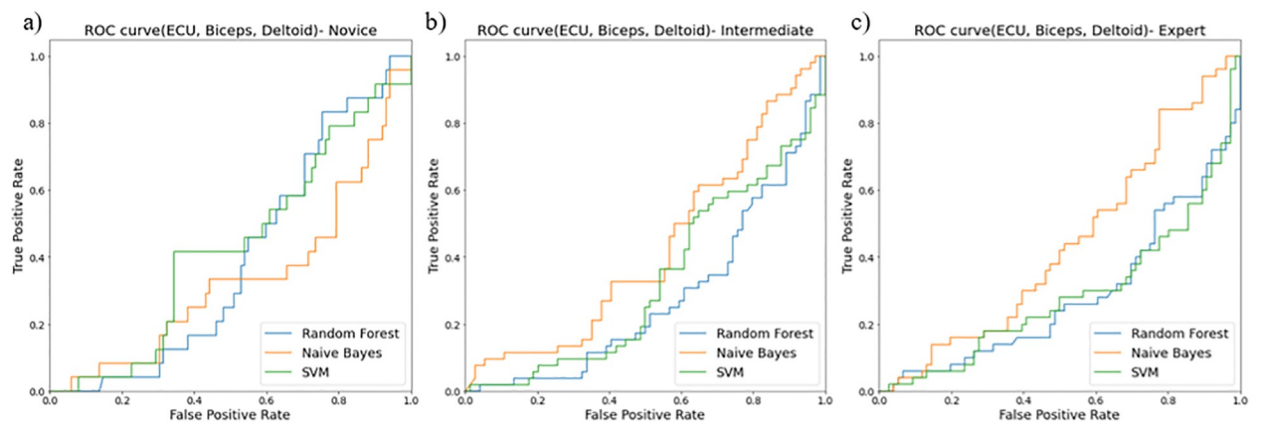 a)
ROC curve(ECU, Biceps, Deltoid)- Novice
True Positive Rate
1.0
0.8
0.6
0.4
0.2
0.0
0.0 0.2 0.4 0.6 0.8 1.0
False Positive Rate
Random Forest
Naive Bayes
SVM
b)
ROC curve(ECU, Biceps, Deltoid)- Intermediate
True Positive Rate
1.0
0.8
0.6
0.4
0.2
0.0
0.0 0.2 0.4 0.6 0.8 1.0
False Positive Rate
Random Forest
Naive Bayes
SVM
c)
ROC curve(ECU, Biceps, Deltoid)- Expert
True Positive Rate
1.0
0.8
0.6
0.4
0.2
0.0
0.0 0.2 0.4 0.6 0.8 1.0
False Positive Rate
Random Forest
Naive Bayes
SVM